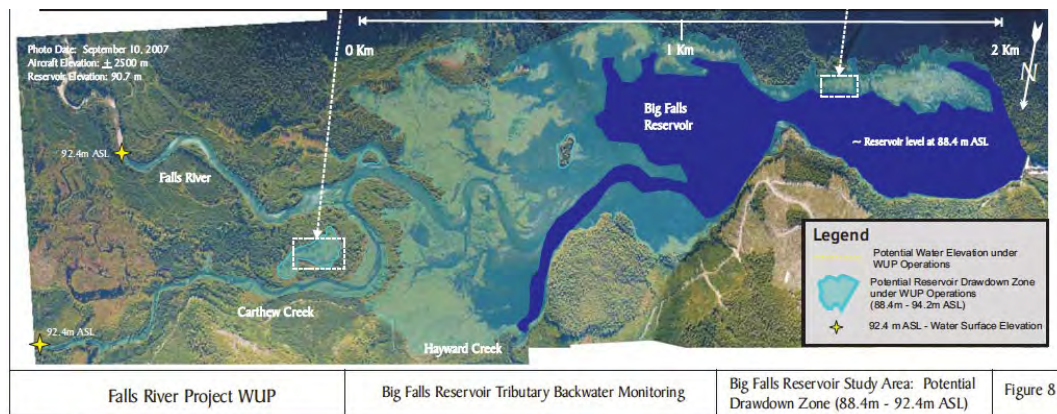 Photo Date: September 10, 2007
Aircraft Elevation: ± 2500 m
Reservoir Elevation: 90.7 m
0 Km
1 Km
2 Km
N
Big Falls
Reservoir
~ Reservoir level at 88.4 m ASL
92.4m ASL
Falls River
Carthew Creek
92.4m ASL
Hayward Creek
Legend
Potential Water Elevation under
WUP Operations
Potential Reservoir Drawdown Zone
under WUP Operations
(88.4m - 94.2m ASL)
92.4 m ASL - Water Surface Elevation
Falls River Project WUP
Big Falls Reservoir Tributary Backwater Monitoring
Big Falls Reservoir Study Area: Potential
Drawdown Zone (88.4m - 92.4m ASL)
Figure 8